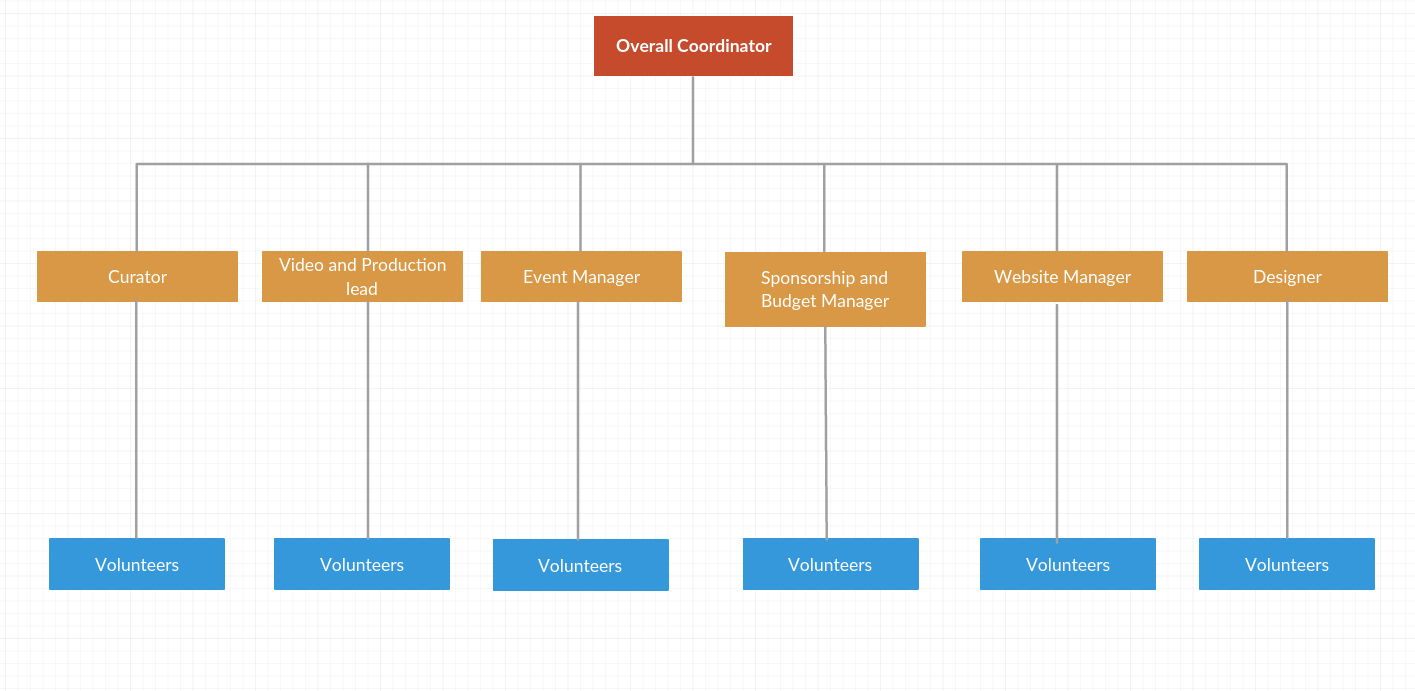 Overall Coordinator
Curator
Video and Production
lead
Event Manager
Sponsorship and
Budget Manager
Website Manager
Designer
Volunteers
Volunteers
Volunteers
Volunteers
Volunteers
Volunteers